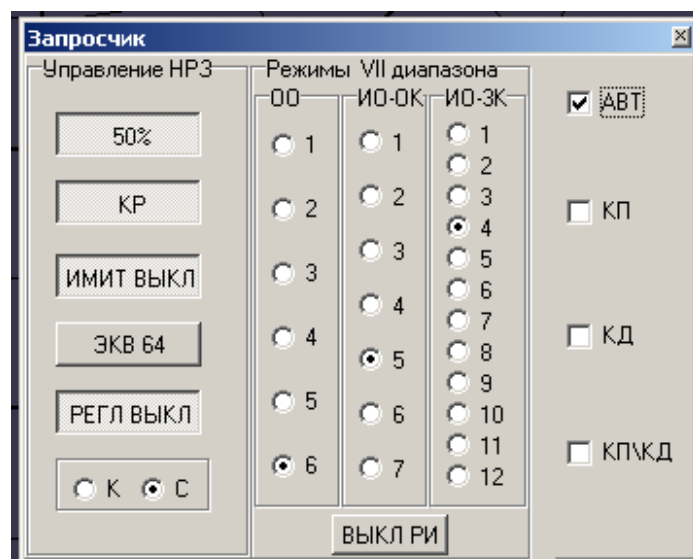 Запросчик
Управление НРЗ
50%
КР
ИМИТ ВЫКЛ
ЭКВ 64
РЕГЛ ВЫКЛ
К С
Режимы VII диапазона
ОО
1
2
3
4
5
6
ИО-ОК
1
2
3
4
5
6
7
ИО-ЗК
1
2
3
4
5
6
7
8
9
10
11
12
ВЫКЛ РИ
АВТ
КП
КД
КП\КД